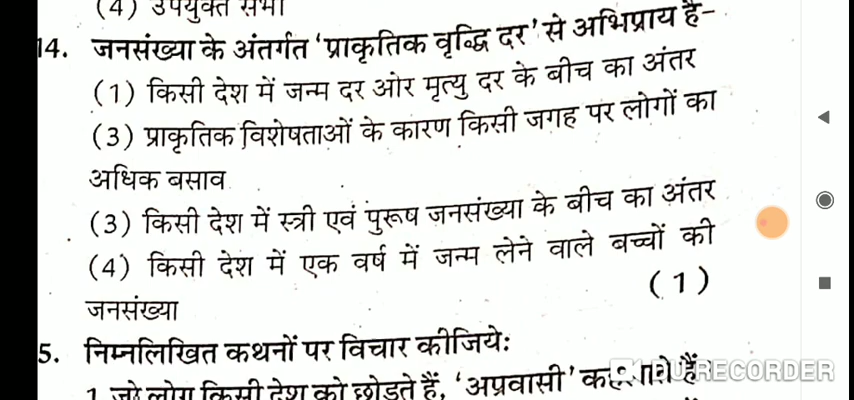 (4) उपर्युक्त सभी
14. जनसंख्या के अंतर्गत 'प्राकृतिक वृद्धि दर' से अभिप्राय है-
(1) किसी देश में जन्म दर ओर मृत्यु दर के बीच का अंतर
(3) प्राकृतिक विशेषताओं के कारण किसी जगह पर लोगों का
अधिक बसाव
(3) किसी देश में स्त्री एवं पुरूष जनसंख्या के बीच का अंतर
(4) किसी देश में एक वर्ष में जन्म लेने वाले बच्चों की
जनसंख्या (1)
5. निम्नलिखित कथनों पर विचार कीजिये:
1. जो लोग किसी देश को छोड़ते हैं, 'अप्रवासी' हैं।
RECORDER